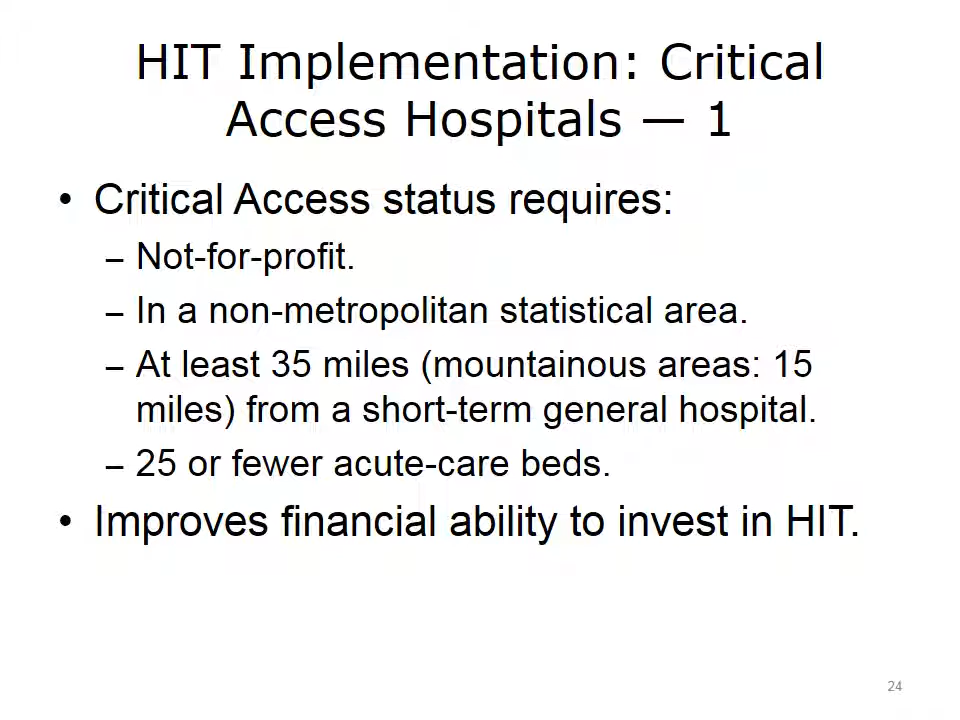 HIT Implementation: Critical
Access Hospitals — 1
• Critical Access status requires:
– Not-for-profit.
– In a non-metropolitan statistical area.
– At least 35 miles (mountainous areas: 15
miles) from a short-term general hospital.
– 25 or fewer acute-care beds.
• Improves financial ability to invest in HIT.
24